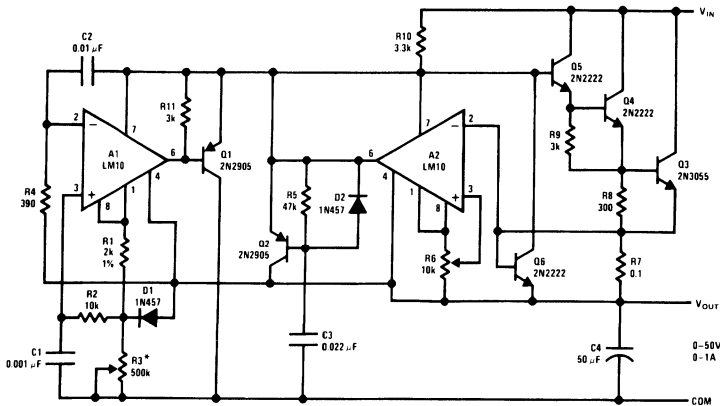 C2
0.01 μF
R10
3.3k
VIN
Q5
2N2222
Q4
2N2222
R11
3k
2
7
A1
LM10
6
4
3
8
1
Q1
2N2905
R4
390
R1
2k
1%
R2
10k
D1
1N457
C1
0.001 μF
R3*
500k
6
R5
47k
D2
1N457
Q2
2N2905
C3
0.022 μF
7
2
A2
LM10
4
1
8
3
R6
10k
Q6
2N2222
R9
3k
Q3
2N3055
R8
300
R7
0.1
VOUT
C4
50 μF
0-50V
0-1A
COM